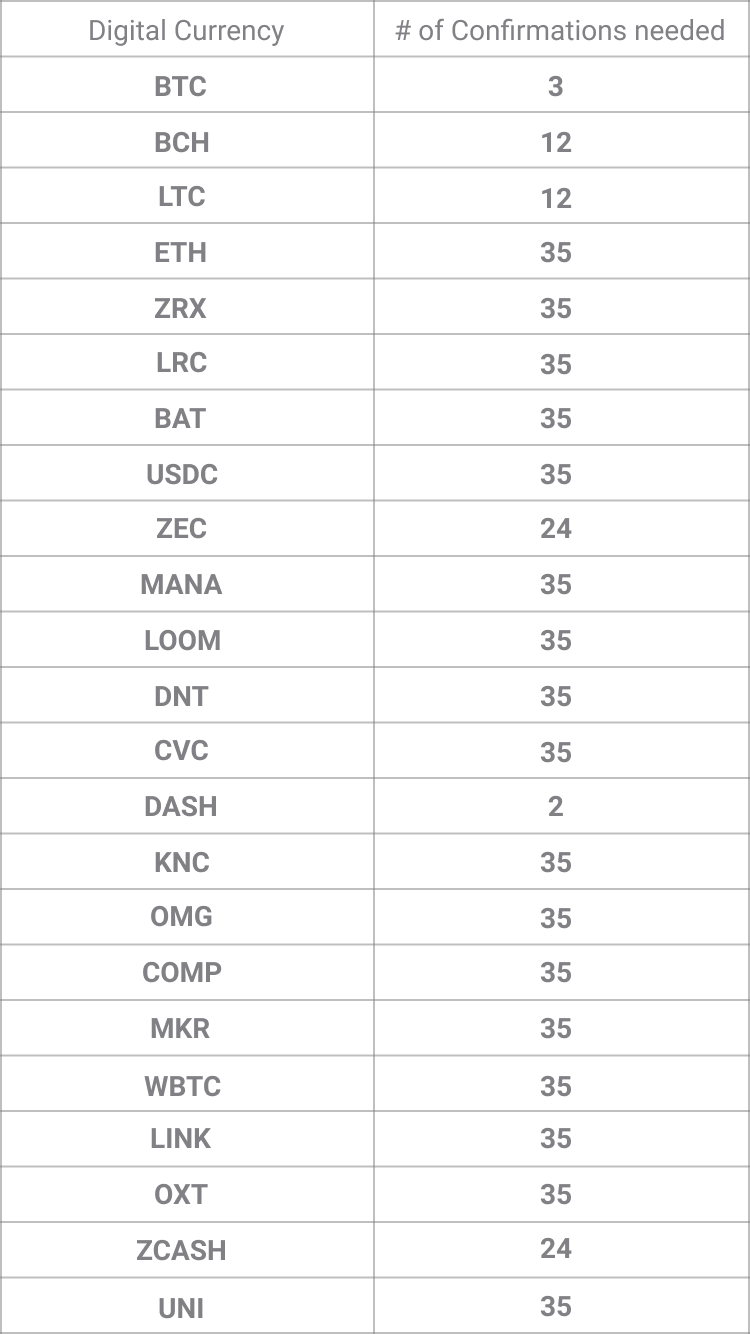 Digital Currency # of Confirmations needed
BTC 3
BCH 12
LTC 12
ETH 35
ZRX 35
LRC 35
BAT 35
USDC 35
ZEC 24
MANA 35
LOOM 35
DNT 35
CVC 35
DASH 2
KNC 35
OMG 35
COMP 35
MKR 35
WBTC 35
LINK 35
OXT 35
ZCASH 24
UNI 35